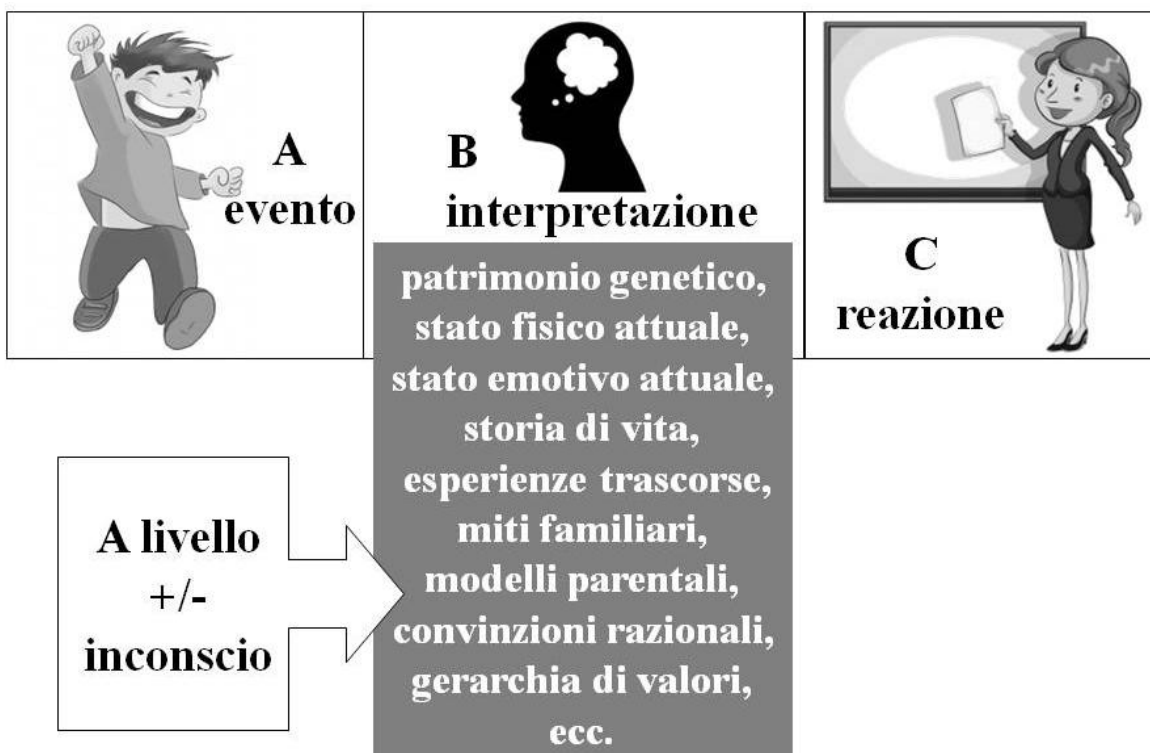 A
evento
B
interpretazione
C
reazione
patrimonio genetico,
stato fisico attuale,
stato emotivo attuale,
storia di vita,
esperienze trascorse,
miti familiari,
modelli parentali,
convinzioni razionali,
gerarchia di valori,
ecc.
A livello
+/-
inconscio